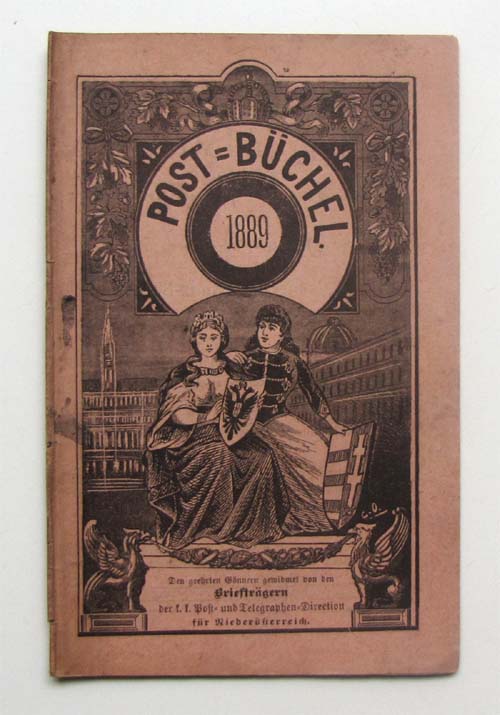 POST=BÜCHEL.
1889
Den geehrten Gönnern gewidmet von den
Briefträgern
der k. k. Post- und Telegraphen-Direction
für Niederösterreich.